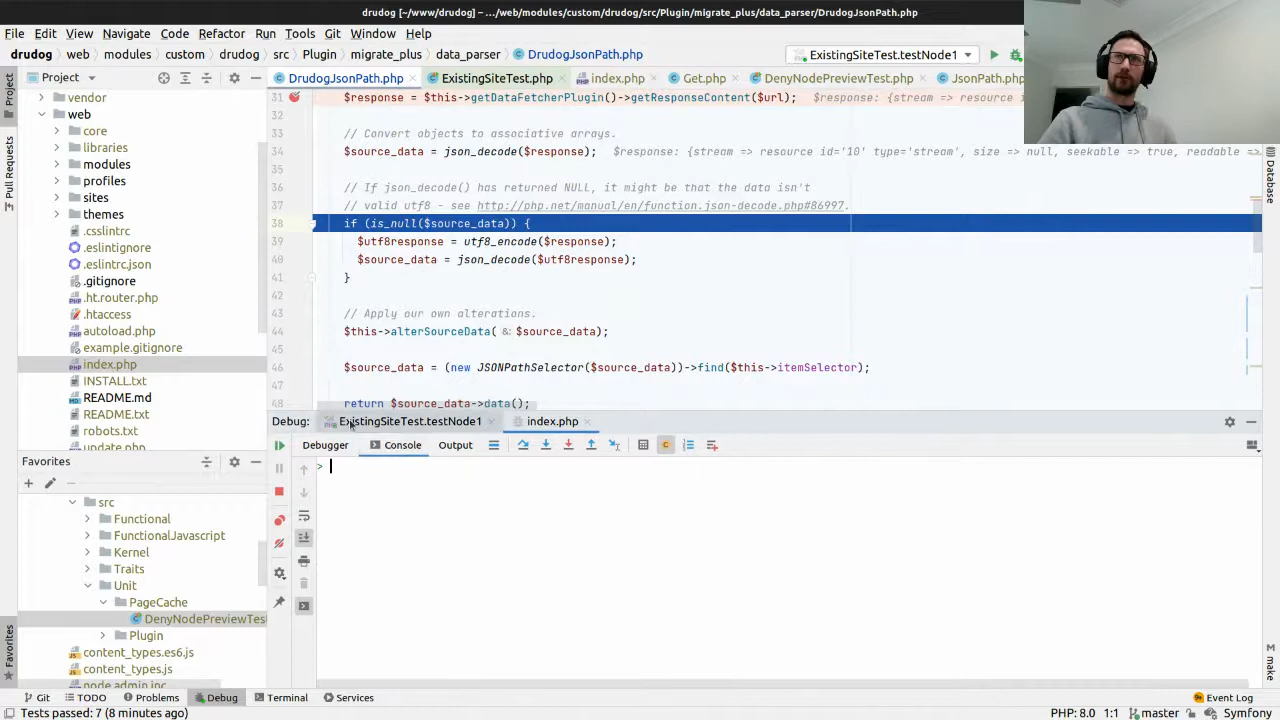 drudog [~/www/drudog] – .../web/modules/custom/drudog/src/Plugin/migrate_plus/data_parser/DrudogJsonPath.php
File Edit View Navigate Code Refactor Run Tools Git Window Help
drudog web modules custom drudog src Plugin migrate_plus data_parser DrudogJsonPath.php ExistingSiteTest.testNode1
Project DrudogJsonPath.php ExistingSiteTest.php index.php Get.php DenyNodePreviewTest.php JsonPath.ph
Project
Pull Requests
Favorites
vendor
web
core
libraries
modules
profiles
sites
themes
.csslintrc
.eslintignore
.eslintrc.json
.gitignore
.ht.router.php
.htaccess
autoload.php
example.gitignore
index.php
INSTALL.txt
README.md
README.txt
robots.txt
update.php
31 $response = $this->getDataFetcherPlugin()->getResponseContent($url); $response: {stream => resource i
32
33 // Convert objects to associative arrays.
34 $source_data = json_decode($response); $response: {stream => resource id='10' type='stream', size => null, seekable => true, readable =>
35
36 // If json_decode() has returned NULL, it might be that the data isn't
37 // valid utf8 - see http://php.net/manual/en/function.json-decode.php#86997.
38 if (is_null($source_data)) {
39 $utf8response = utf8_encode($response);
40 $source_data = json_decode($utf8response);
41 }
42
43 // Apply our own alterations.
44 $this->alterSourceData( &: $source_data);
45
46 $source_data = (new JSONPathSelector($source_data))->find($this->itemSelector);
47
48 return $source_data->data();
Database
make
Debug: ExistingSiteTest.testNode1 index.php
Debugger Console Output
>
Favorites
src
Functional
FunctionalJavascript
Kernel
Traits
Unit
PageCache
DenyNodePreviewTes
Plugin
content_types.es6.js
content_types.js
node.admin.inc
Git TODO Problems Debug Terminal Services Event Log
Tests passed: 7 (8 minutes ago) PHP: 8.0 1:1 master Symfony